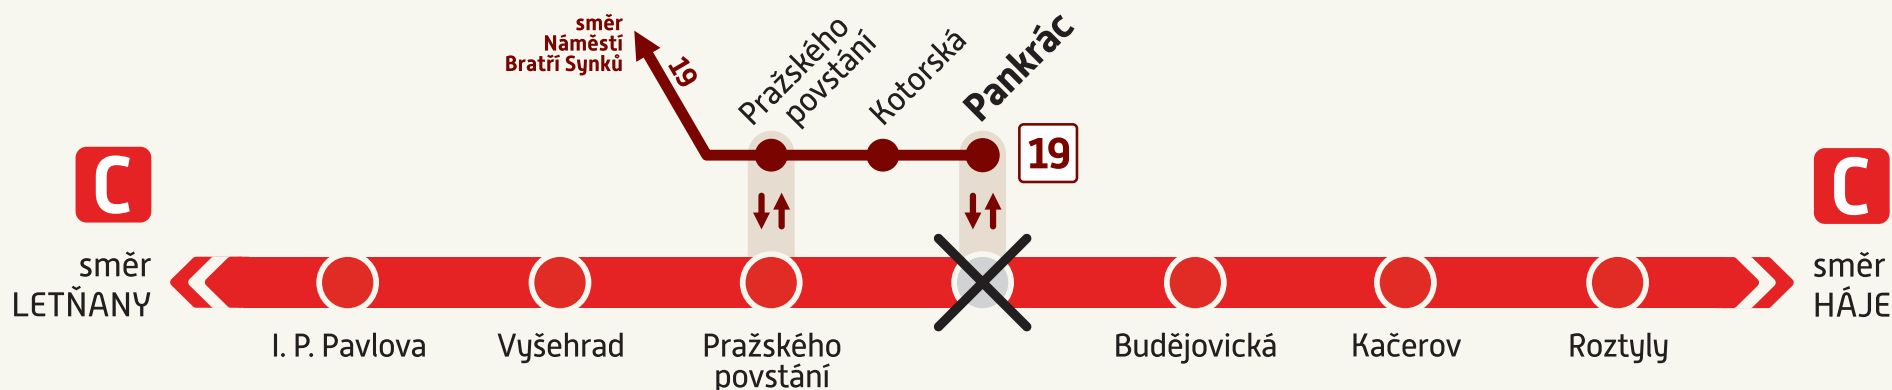 směr
Náměstí
Bratří Synků
19
Pražského
povstání
Kotorská
Pankrác
19
C
směr
LETŇANY
C
směr
HÁJE
I. P. Pavlova
Vyšehrad
Pražského
povstání
Budějovická
Kačerov
Roztyly